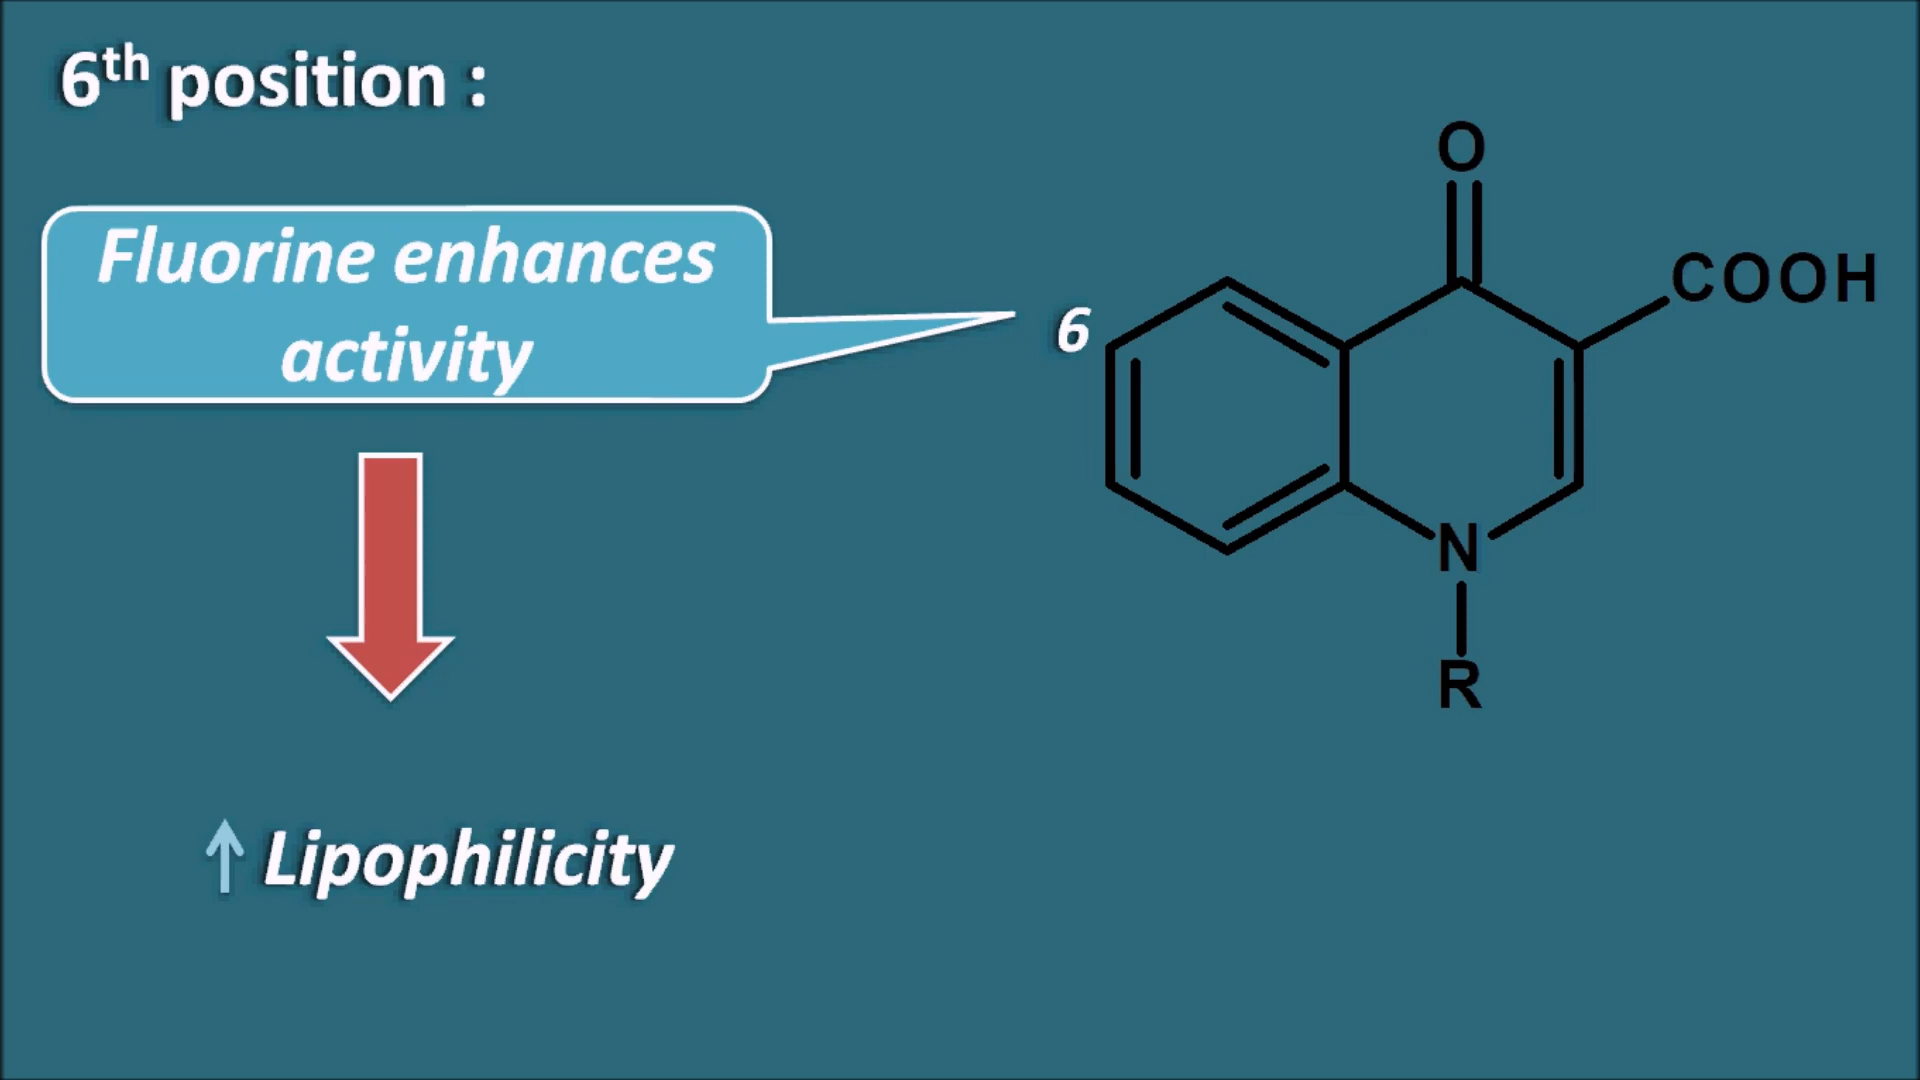 6th position :
Fluorine enhances
activity
6
O
COOH
N
R
↑ Lipophilicity